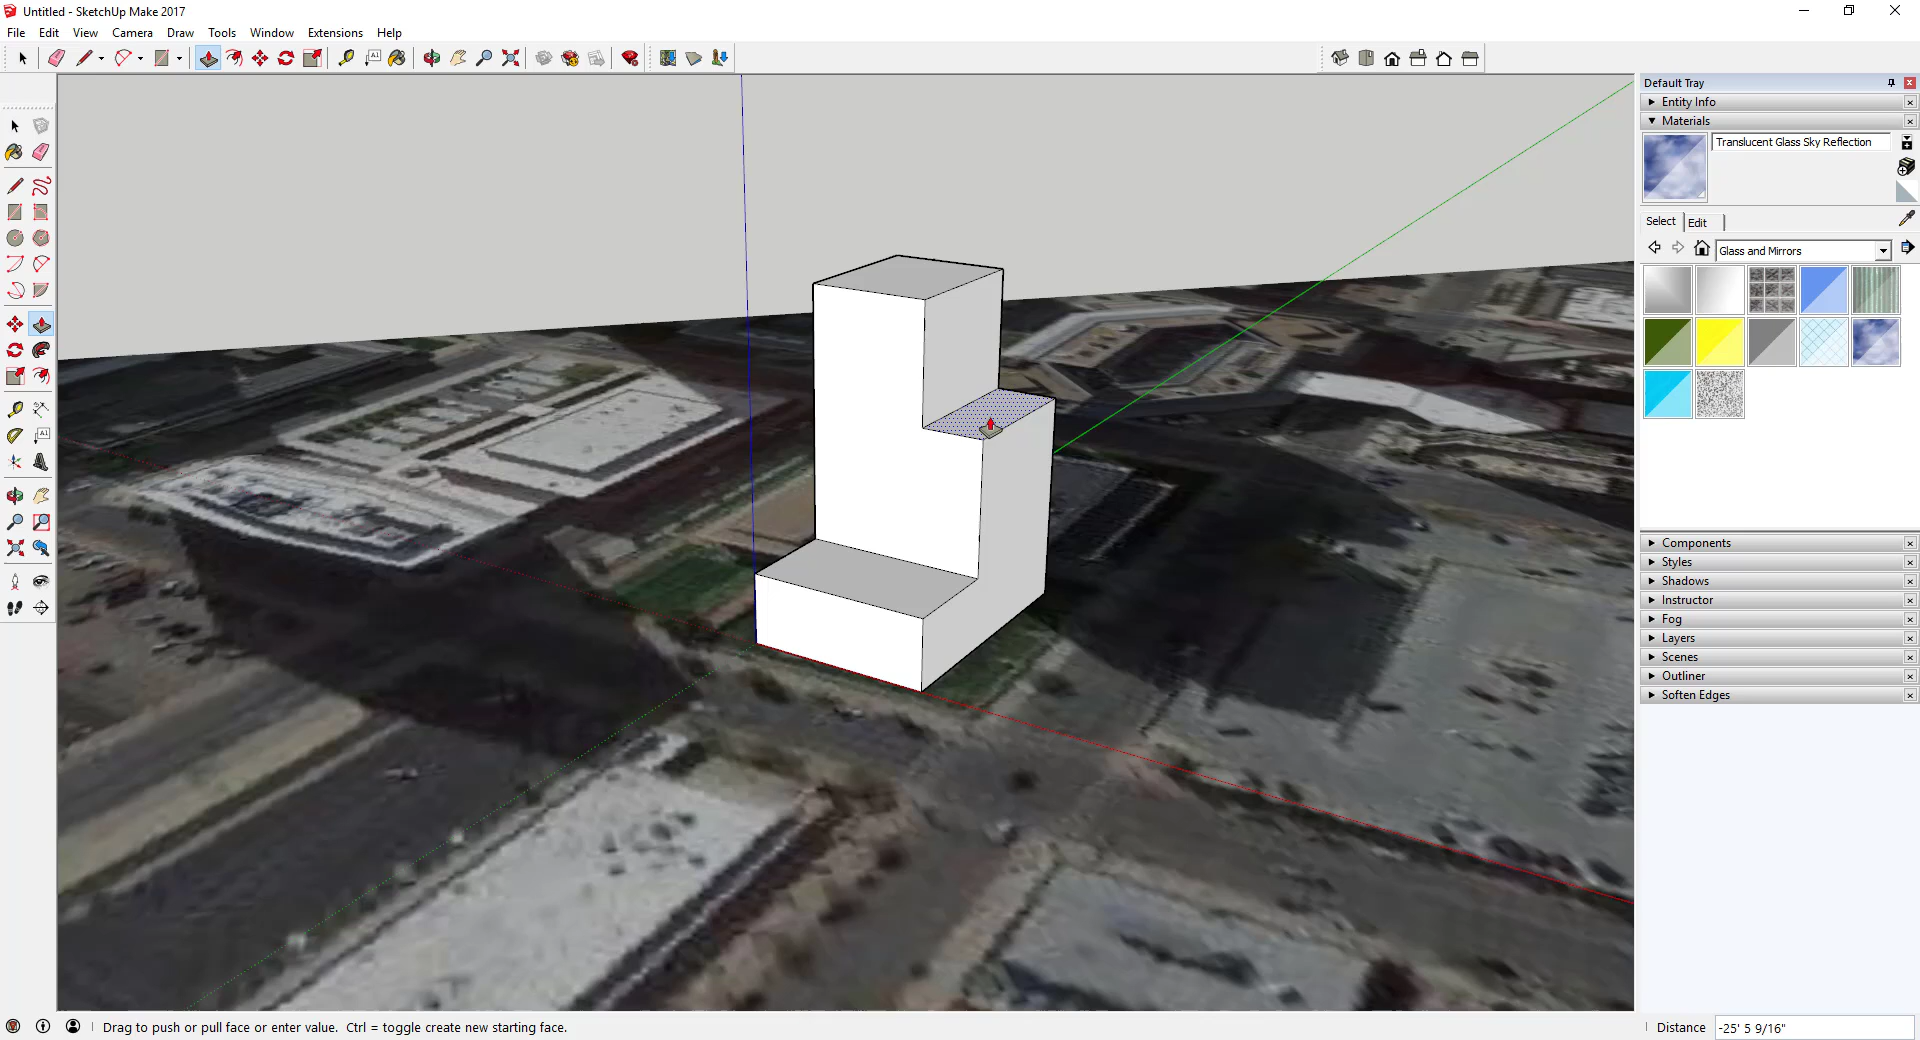 Untitled - SketchUp Make 2017
File Edit View Camera Draw Tools Window Extensions Help
A1
Default Tray
Entity Info
Materials
Translucent Glass Sky Reflection
Select Edit
Glass and Mirrors
A1
Components
Styles
Shadows
Instructor
Fog
Layers
Scenes
Outliner
Soften Edges
Drag to push or pull face or enter value. Ctrl = toggle create new starting face.
Distance -25' 5 9/16"